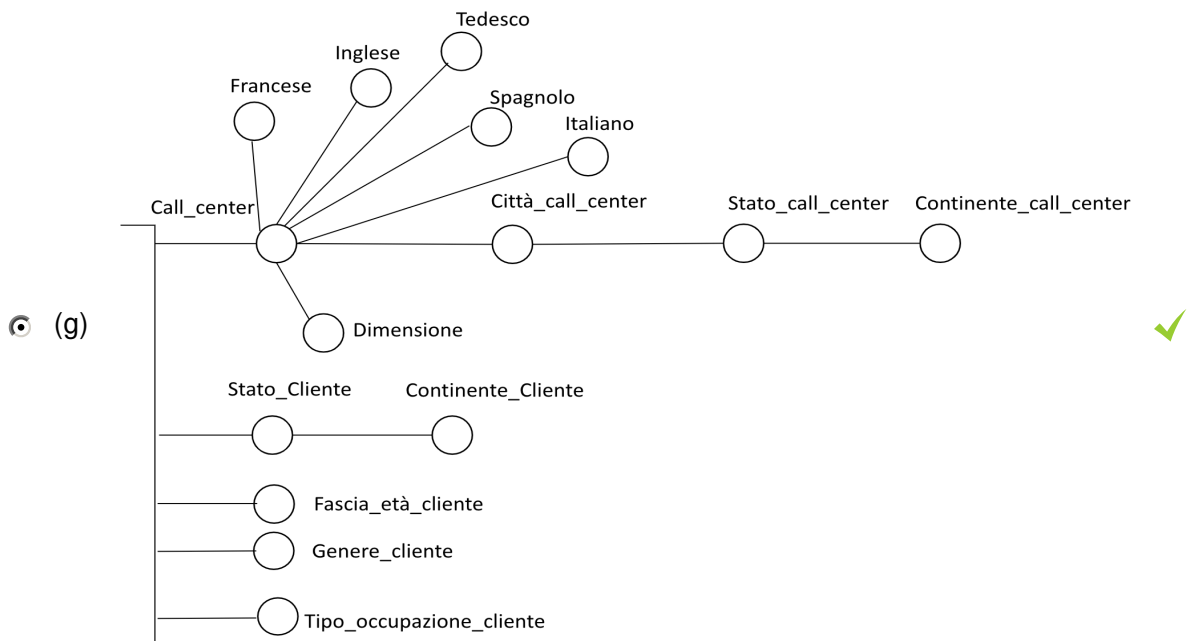 Tedesco
Inglese
Francese
Spagnolo
Italiano
Call_center
Città_call_center
Stato_call_center
Continente_call_center
(g)
Dimensione
Stato_Cliente
Continente_Cliente
Fascia_età_cliente
Genere_cliente
Tipo_occupazione_cliente